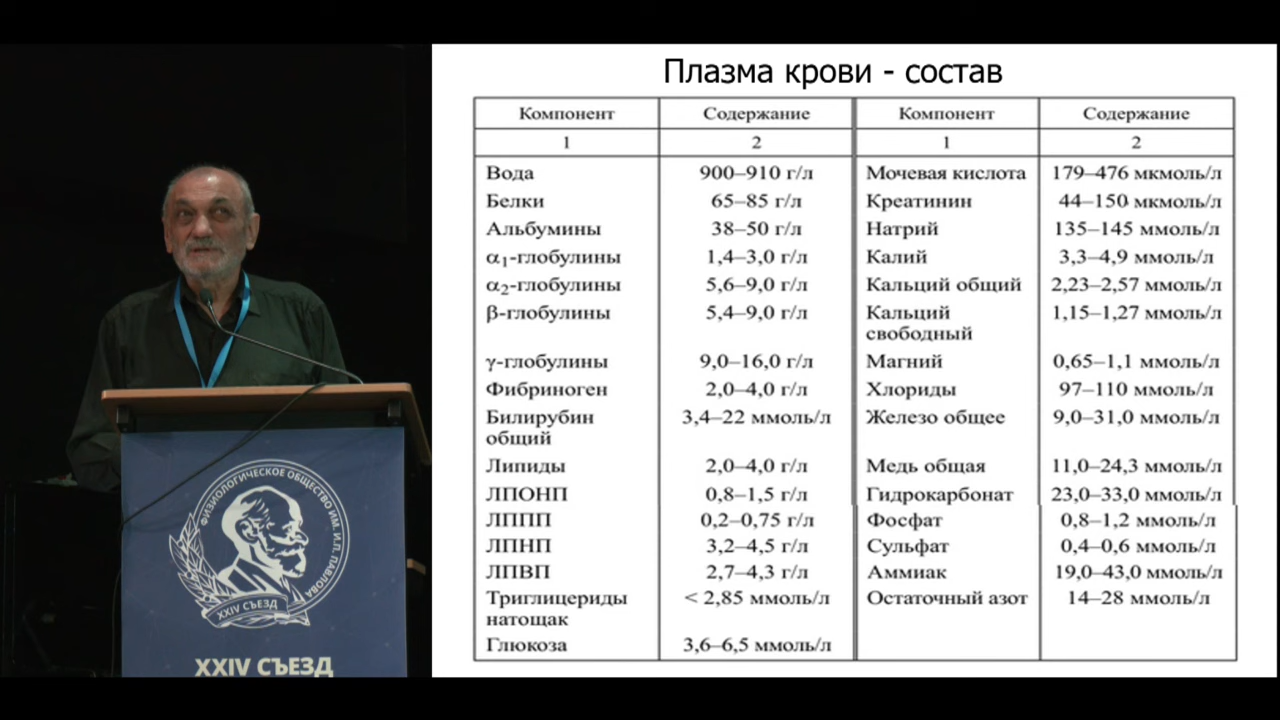 Плазма крови - состав
Компонент Содержание Компонент Содержание
1 2 1 2
Вода 900–910 г/л Мочевая кислота 179–476 мкмоль/л
Белки 65–85 г/л Креатинин 44–150 мкмоль/л
Альбумины 38–50 г/л Натрий 135–145 ммоль/л
α₁-глобулины 1,4–3,0 г/л Калий 3,3–4,9 ммоль/л
α₂-глобулины 5,6–9,0 г/л Кальций общий 2,23–2,57 ммоль/л
β-глобулины 5,4–9,0 г/л Кальций 1,15–1,27 ммоль/л
свободный
γ-глобулины 9,0–16,0 г/л Магний 0,65–1,1 ммоль/л
Фибриноген 2,0–4,0 г/л Хлориды 97–110 ммоль/л
Билирубин 3,4–22 ммоль/л Железо общее 9,0–31,0 ммоль/л
общий
Липиды 2,0–4,0 г/л Медь общая 11,0–24,3 ммоль/л
ЛПОНП 0,8–1,5 г/л Гидрокарбонат 23,0–33,0 ммоль/л
ЛППП 0,2–0,75 г/л Фосфат 0,8–1,2 ммоль/л
ЛПНП 3,2–4,5 г/л Сульфат 0,4–0,6 ммоль/л
ЛПВП 2,7–4,3 г/л Аммиак 19,0–43,0 ммоль/л
Триглицериды < 2,85 ммоль/л Остаточный азот 14–28 ммоль/л
натощак
Глюкоза 3,6–6,5 ммоль/л
ФИЗИОЛОГИЧЕСКОЕ ОБЩЕСТВО ИМ. И.П. ПАВЛОВА
XXIV СЪЕЗД
XXIV СЪЕЗД